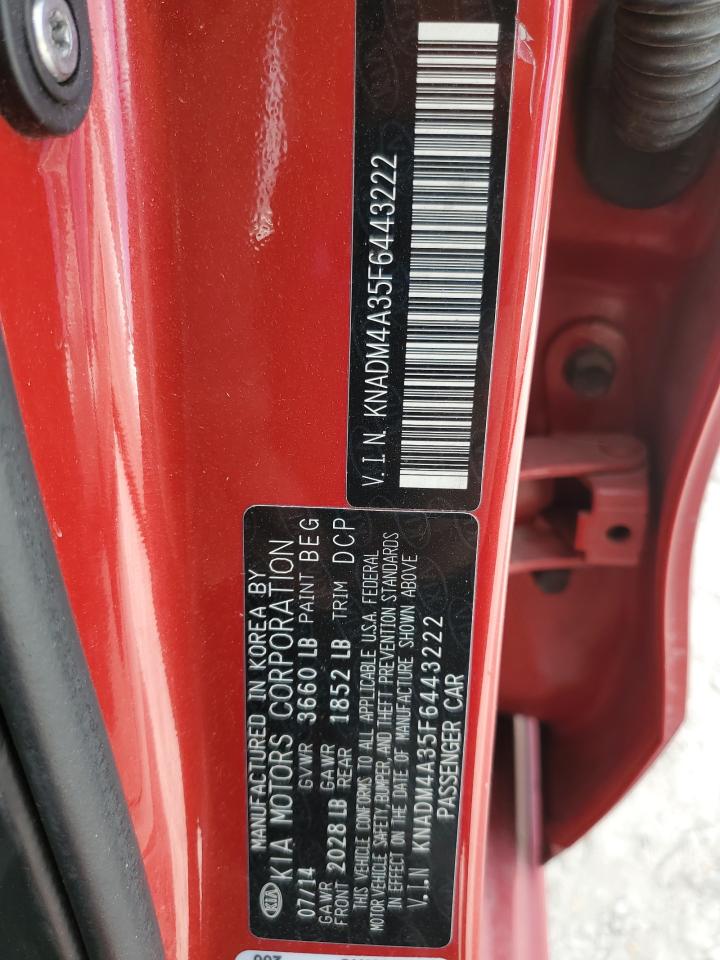 V.I.N. KNADM4A35F6443222
KIA
MANUFACTURED IN KOREA BY
KIA MOTORS CORPORATION
07/14 GVWR 3660 LB PAINT BEG
GAWR FRONT 2028 LB GAWR REAR 1852 LB TRIM DCP
THIS VEHICLE CONFORMS TO ALL APPLICABLE U.S.A. FEDERAL
MOTOR VEHICLE SAFETY, BUMPER, AND THEFT PREVENTION STANDARDS
IN EFFECT ON THE DATE OF MANUFACTURE SHOWN ABOVE
V.I.N KNADM4A35F6443222
PASSENGER CAR